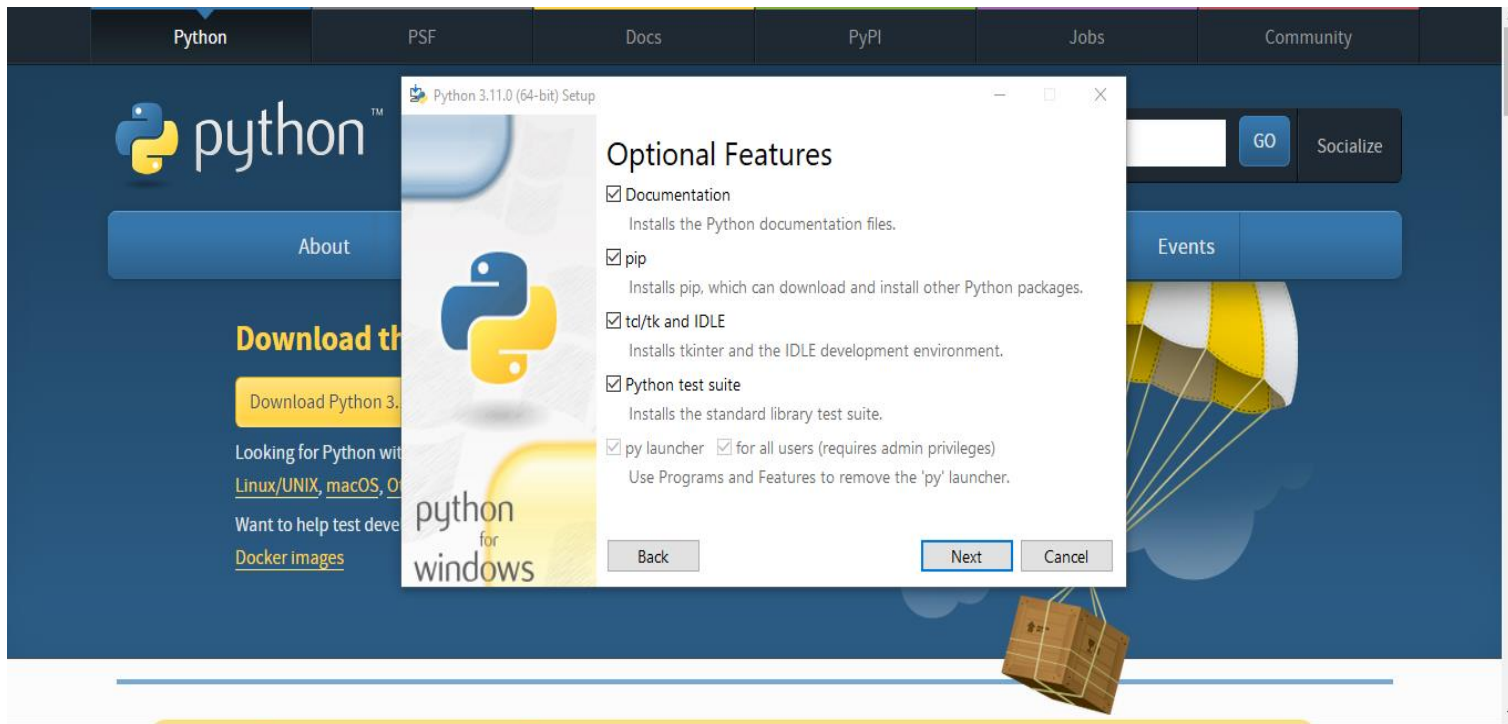 Python PSF Docs PyPI Jobs Community
python™
GO Socialize
About Events
Download th
Download Python 3.
Looking for Python wit
Linux/UNIX, macOS, O
Want to help test deve
Docker images
Python 3.11.0 (64-bit) Setup
Optional Features
Documentation
Installs the Python documentation files.
pip
Installs pip, which can download and install other Python packages.
tcl/tk and IDLE
Installs tkinter and the IDLE development environment.
Python test suite
Installs the standard library test suite.
py launcher for all users (requires admin privileges)
Use Programs and Features to remove the 'py' launcher.
python
for
windows
Back Next Cancel